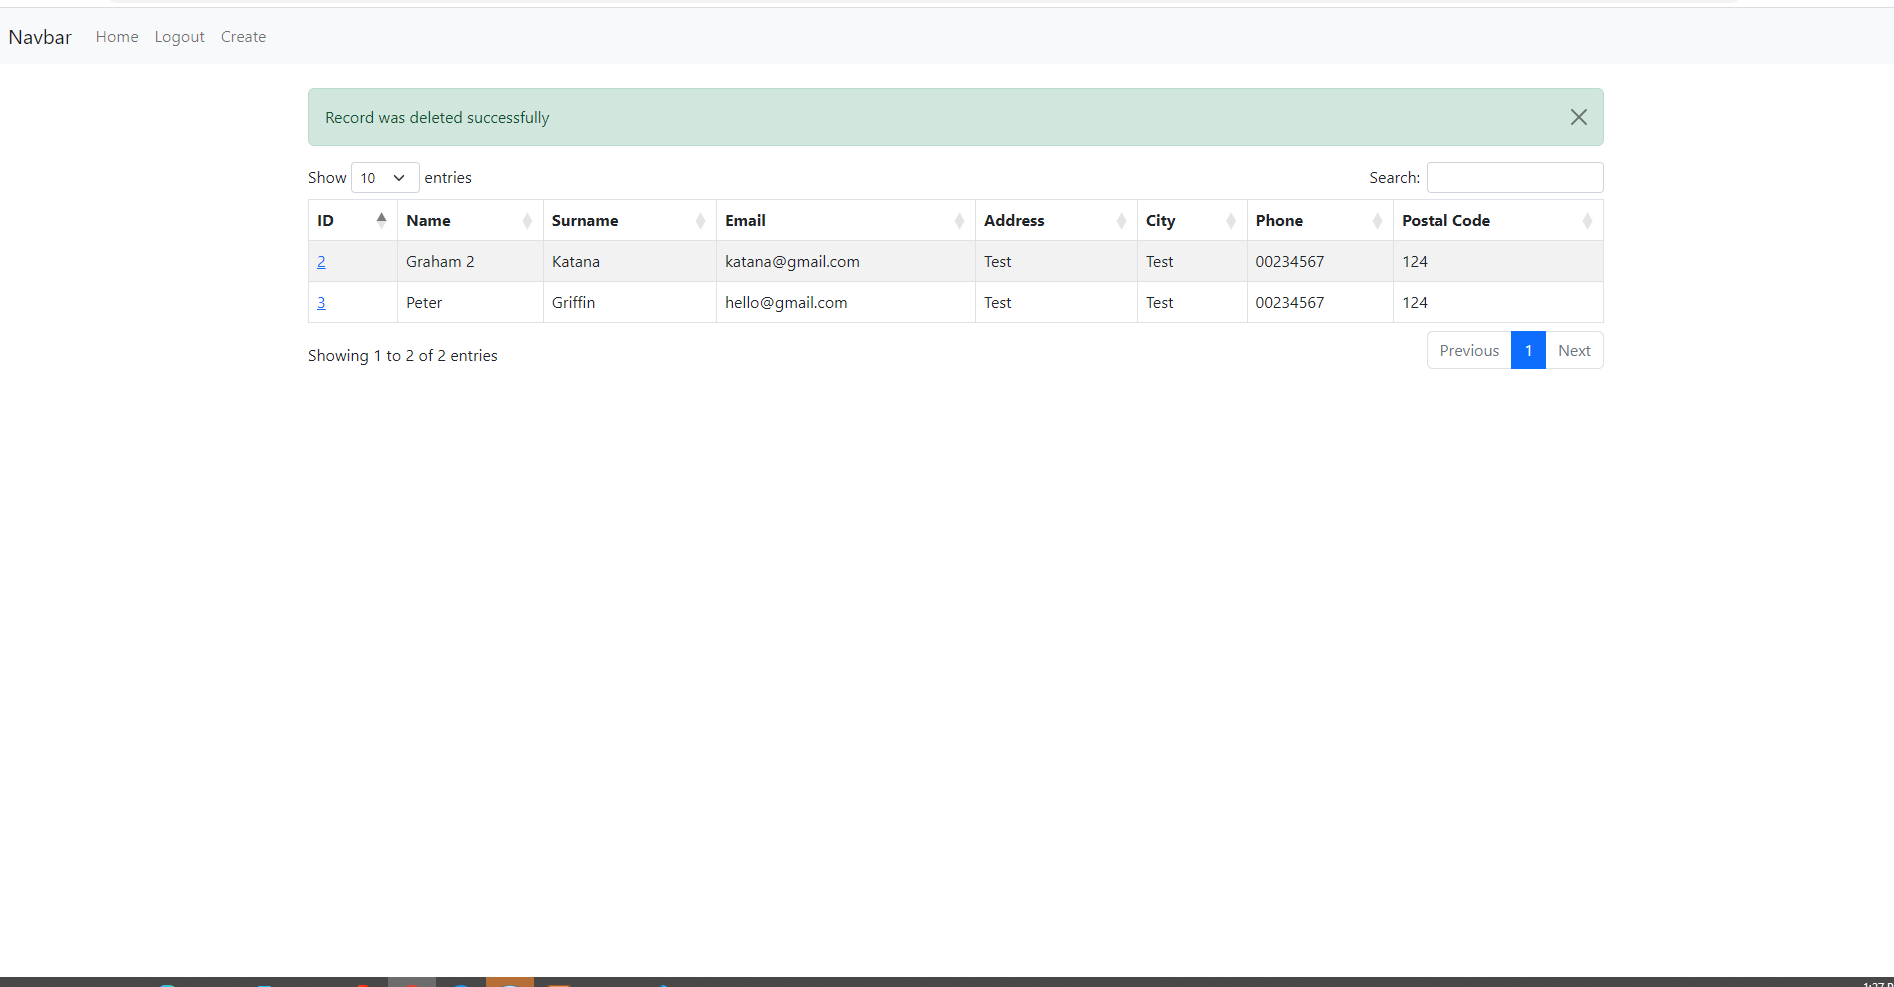 Navbar Home Logout Create
Record was deleted successfully
Show 10 entries Search:
ID Name Surname Email Address City Phone Postal Code
2 Graham 2 Katana katana@gmail.com Test Test 00234567 124
3 Peter Griffin hello@gmail.com Test Test 00234567 124
Showing 1 to 2 of 2 entries Previous 1 Next